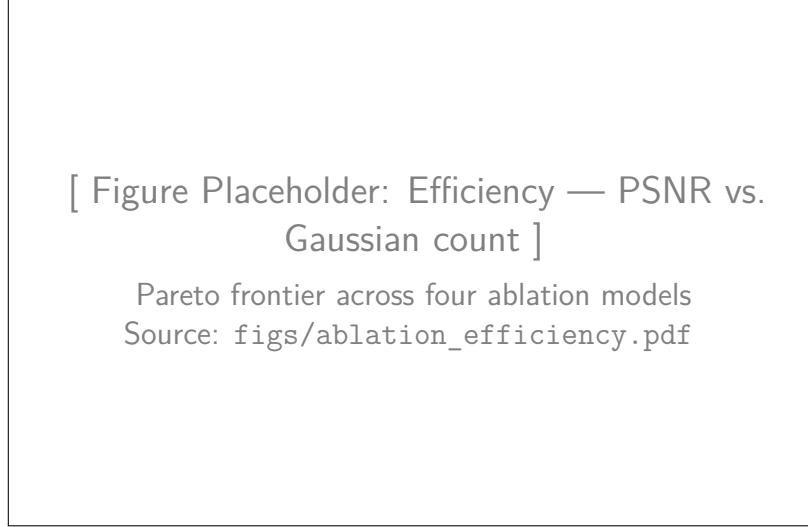 [ Figure Placeholder: Efficiency — PSNR vs.
Gaussian count ]
Pareto frontier across four ablation models
Source: figs/ablation_efficiency.pdf